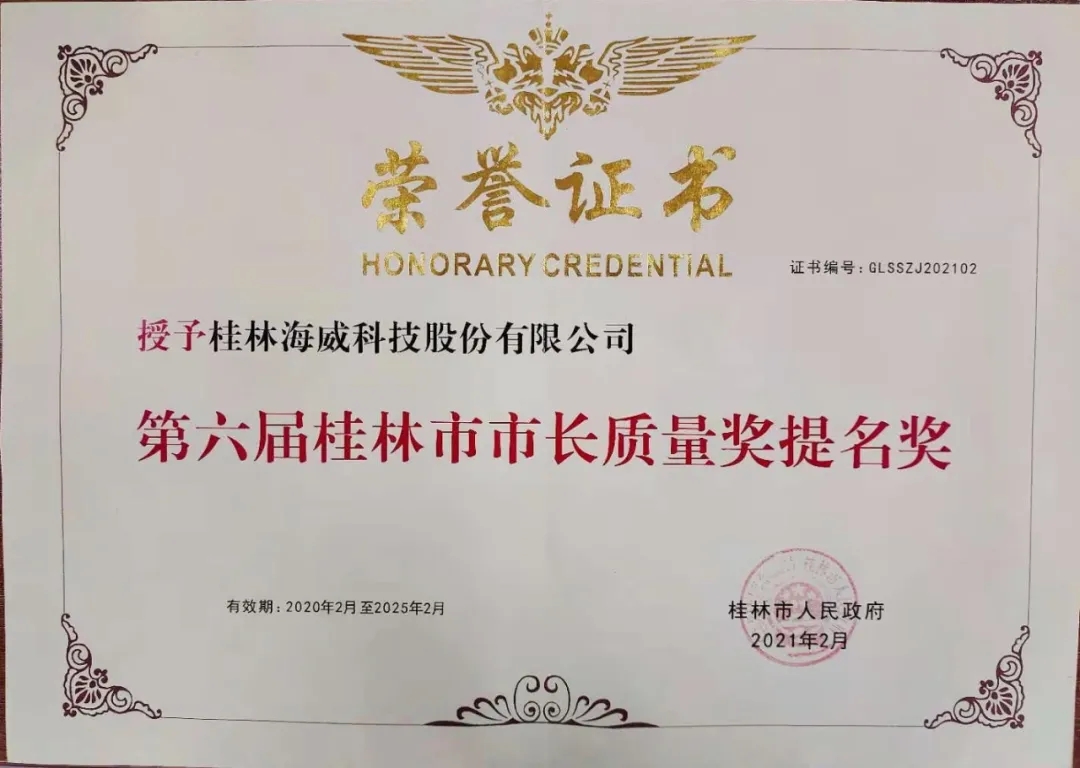 荣誉证书
HONORARY CREDENTIAL
证书编号：GLSSZJ202102
授予桂林海威科技股份有限公司
第六届桂林市市长质量奖提名奖
有效期：2020年2月至2025年2月
桂林市人民政府
2021年2月